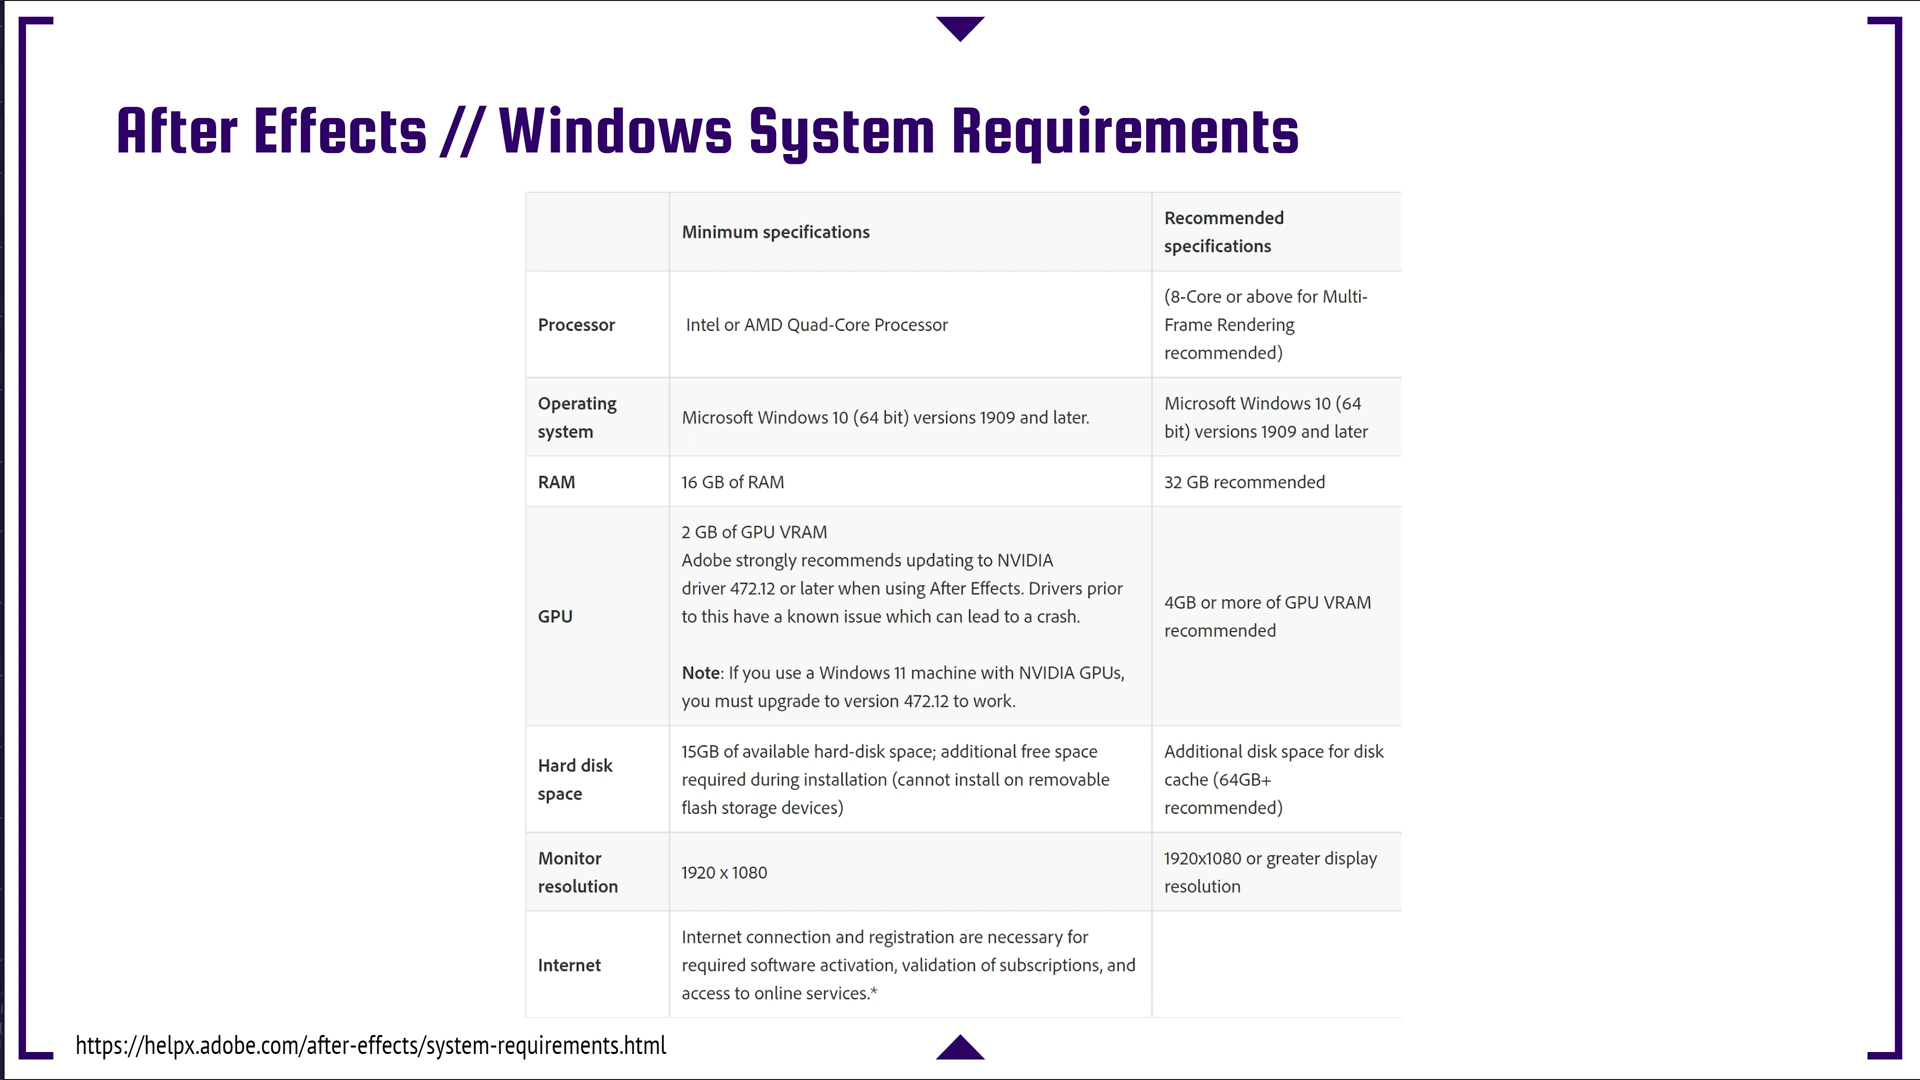 After Effects // Windows System Requirements
Minimum specifications
Recommended
specifications
Processor
Intel or AMD Quad-Core Processor
(8-Core or above for Multi-
Frame Rendering
recommended)
Operating
system
Microsoft Windows 10 (64 bit) versions 1909 and later.
Microsoft Windows 10 (64
bit) versions 1909 and later
RAM
16 GB of RAM
32 GB recommended
GPU
2 GB of GPU VRAM
Adobe strongly recommends updating to NVIDIA
driver 472.12 or later when using After Effects. Drivers prior
to this have a known issue which can lead to a crash.
Note: If you use a Windows 11 machine with NVIDIA GPUs,
you must upgrade to version 472.12 to work.
4GB or more of GPU VRAM
recommended
Hard disk
space
15GB of available hard-disk space; additional free space
required during installation (cannot install on removable
flash storage devices)
Additional disk space for disk
cache (64GB+
recommended)
Monitor
resolution
1920 x 1080
1920x1080 or greater display
resolution
Internet
Internet connection and registration are necessary for
required software activation, validation of subscriptions, and
access to online services.*
https://helpx.adobe.com/after-effects/system-requirements.html